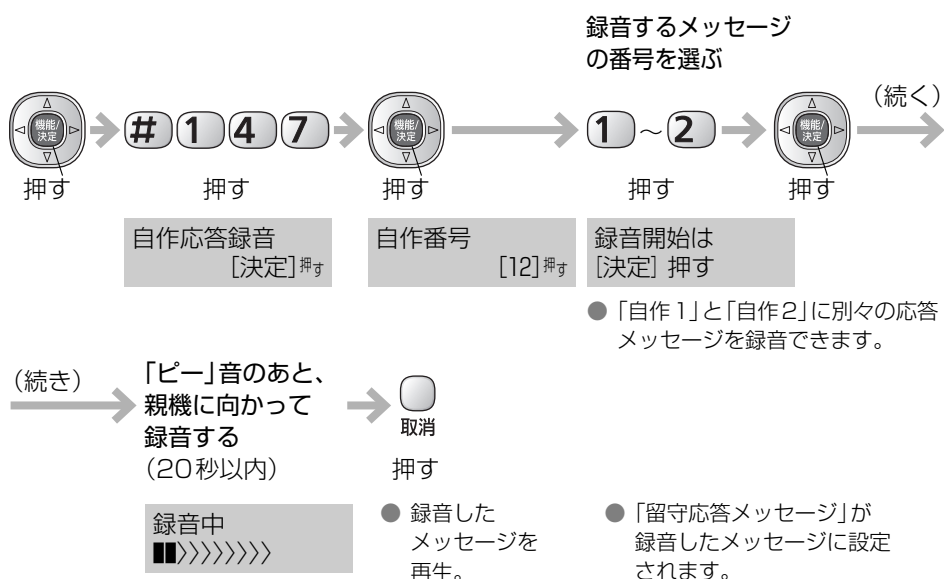 録音するメッセージ
の番号を選ぶ
機能/
決定
# 1 4 7
機能/
決定
1 ~ 2
機能/
決定
(続く)
押す
押す
押す
押す
押す
自作応答録音
[決定]押す
自作番号
[12]押す
録音開始は
[決定] 押す
● 「自作1」と「自作2」に別々の応答
メッセージを録音できます。
(続き)
「ピー」音のあと、
親機に向かって
録音する
(20秒以内)
取消
押す
録音中
● 録音した
メッセージを
再生。
● 「留守応答メッセージ」が
録音したメッセージに設定
されます。